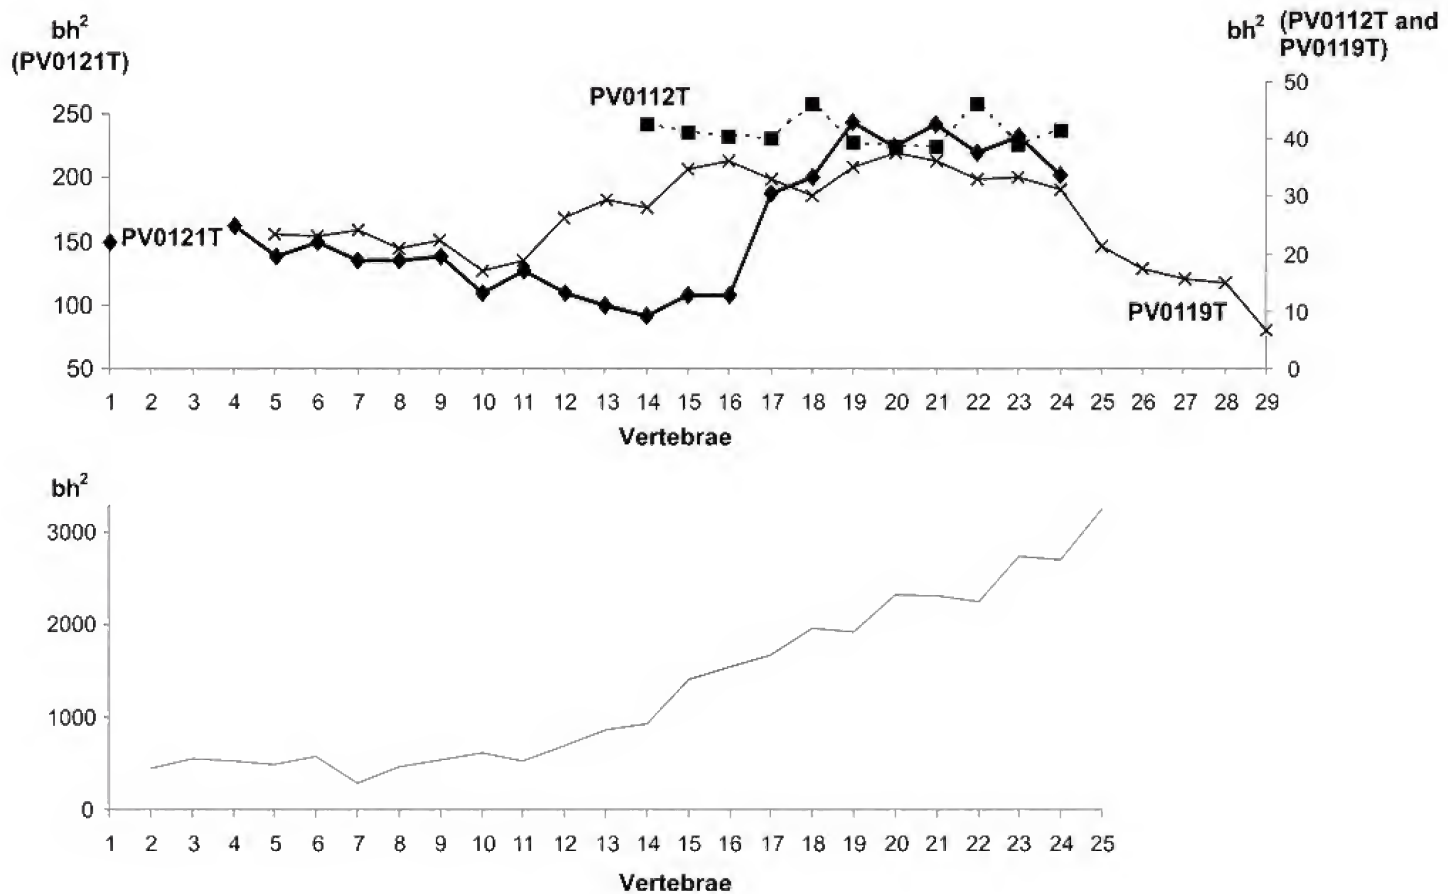 bh²
(PV0121T)
bh² (PV0112T and
PV0119T)
PV0112T
PV0121T
PV0119T
250
200
150
100
50
50
40
30
20
10
0
1 2 3 4 5 6 7 8 9 10 11 12 13 14 15 16 17 18 19 20 21 22 23 24 25 26 27 28 29
Vertebrae
bh²
3000
2000
1000
0
1 2 3 4 5 6 7 8 9 10 11 12 13 14 15 16 17 18 19 20 21 22 23 24 25
Vertebrae